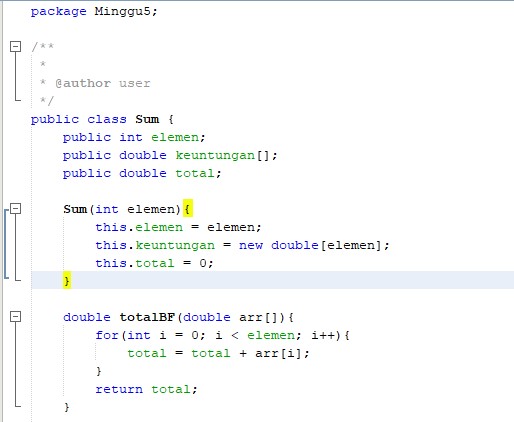 package Minggu5;
/**
*
* @author user
*/
public class Sum {
public int elemen;
public double keuntungan[];
public double total;
Sum(int elemen){
this.elemen = elemen;
this.keuntungan = new double[elemen];
this.total = 0;
}
double totalBF(double arr[]){
for(int i = 0; i < elemen; i++){
total = total + arr[i];
}
return total;
}